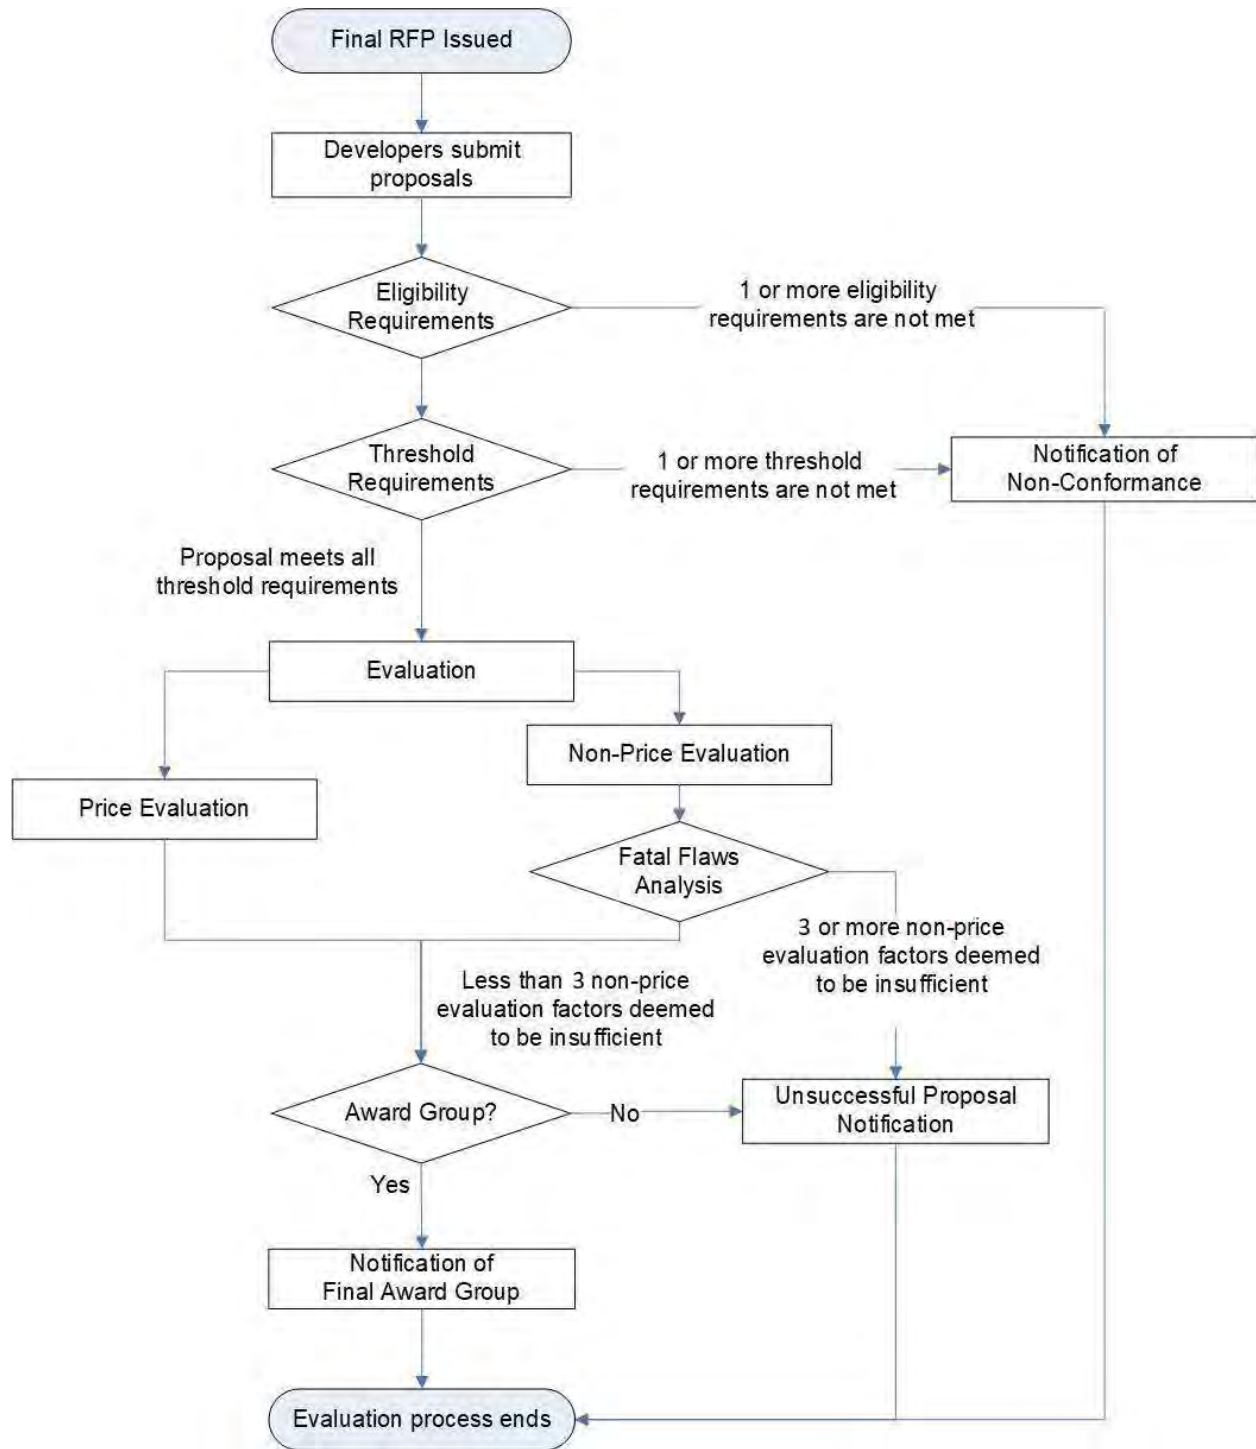 Final RFP Issued
Developers submit
proposals
Eligibility
Requirements
1 or more eligibility
requirements are not met
Threshold
Requirements
1 or more threshold
requirements are not met
Notification of
Non-Conformance
Proposal meets all
threshold requirements
Evaluation
Non-Price Evaluation
Price Evaluation
Fatal Flaws
Analysis
3 or more non-price
evaluation factors deemed
to be insufficient
Less than 3 non-price
evaluation factors deemed
to be insufficient
Award Group?
No
Unsuccessful Proposal
Notification
Yes
Notification of
Final Award Group
Evaluation process ends